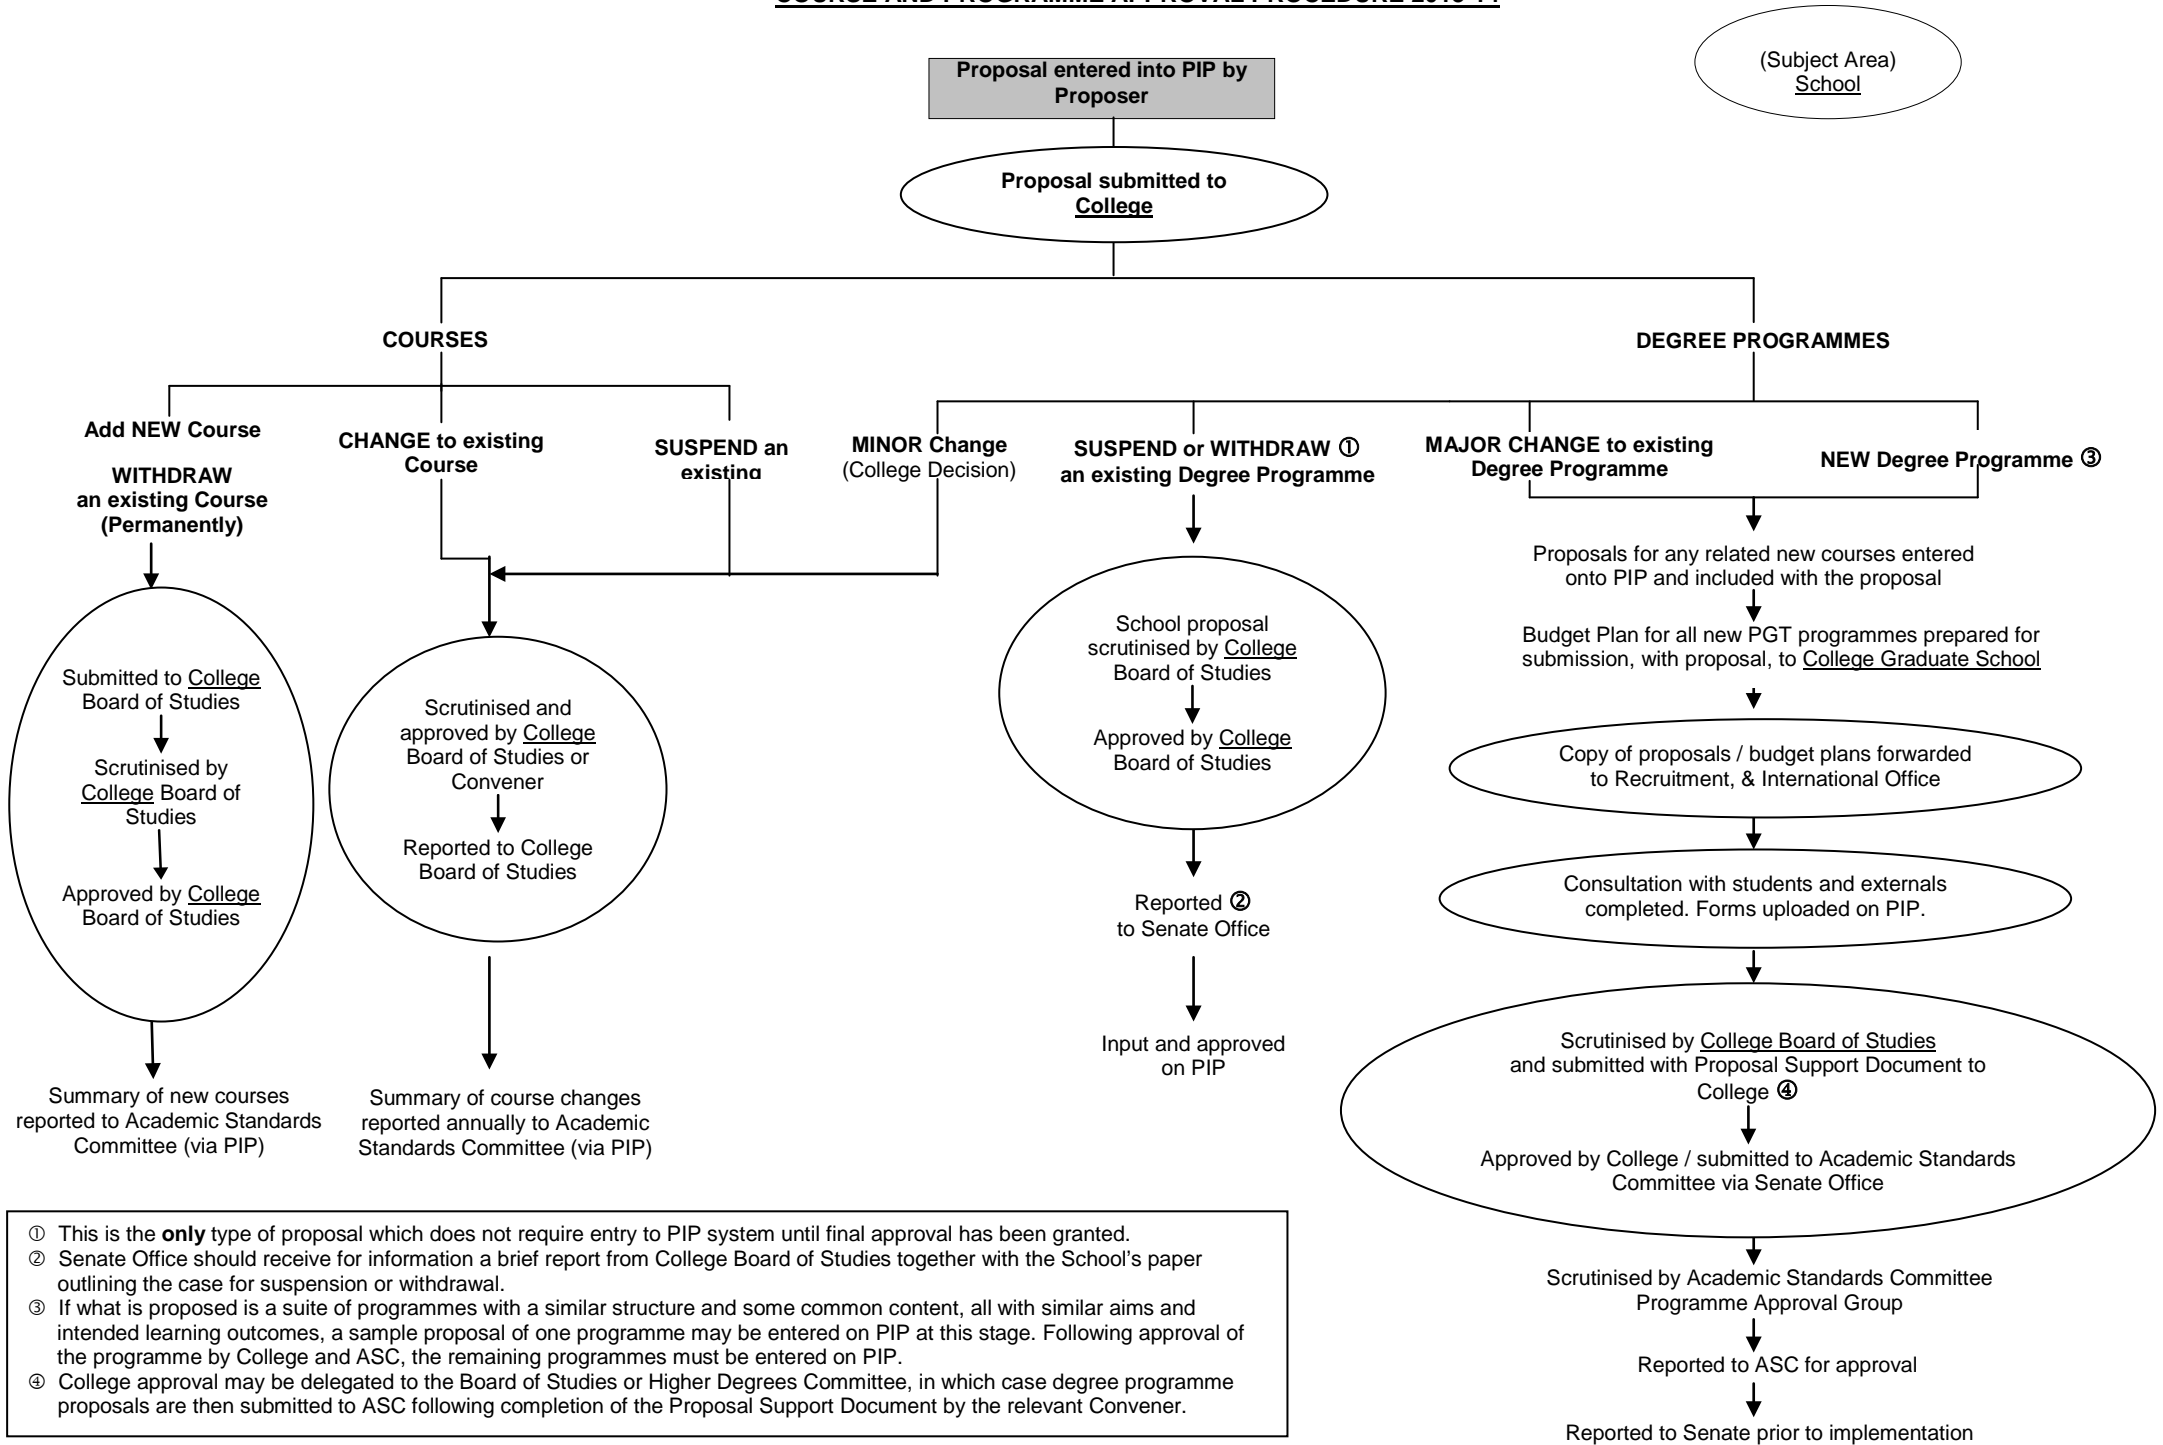 COURSE AND PROGRAMME APPROVAL PROCEDURE 2013-14
(Subject Area)
School
Proposal entered into PIP by
Proposer
Proposal submitted to
College
COURSES
DEGREE PROGRAMMES
Add NEW Course
WITHDRAW
an existing Course
(Permanently)
CHANGE to existing
Course
SUSPEND an
existing
MINOR Change
(College Decision)
SUSPEND or WITHDRAW ①
an existing Degree Programme
MAJOR CHANGE to existing
Degree Programme
NEW Degree Programme ③
Submitted to College
Board of Studies
Scrutinised by
College Board of
Studies
Approved by College
Board of Studies
Summary of new courses
reported to Academic Standards
Committee (via PIP)
Scrutinised and
approved by College
Board of Studies or
Convener
Reported to College
Board of Studies
Summary of course changes
reported annually to Academic
Standards Committee (via PIP)
School proposal
scrutinised by College
Board of Studies
Approved by College
Board of Studies
Reported ②
to Senate Office
Input and approved
on PIP
Proposals for any related new courses entered
onto PIP and included with the proposal
Budget Plan for all new PGT programmes prepared for
submission, with proposal, to College Graduate School
Copy of proposals / budget plans forwarded
to Recruitment, & International Office
Consultation with students and externals
completed. Forms uploaded on PIP.
Scrutinised by College Board of Studies
and submitted with Proposal Support Document to
College ④
Approved by College / submitted to Academic Standards
Committee via Senate Office
Scrutinised by Academic Standards Committee
Programme Approval Group
Reported to ASC for approval
Reported to Senate prior to implementation
① This is the only type of proposal which does not require entry to PIP system until final approval has been granted.
② Senate Office should receive for information a brief report from College Board of Studies together with the School's paper
outlining the case for suspension or withdrawal.
③ If what is proposed is a suite of programmes with a similar structure and some common content, all with similar aims and
intended learning outcomes, a sample proposal of one programme may be entered on PIP at this stage. Following approval of
the programme by College and ASC, the remaining programmes must be entered on PIP.
④ College approval may be delegated to the Board of Studies or Higher Degrees Committee, in which case degree programme
proposals are then submitted to ASC following completion of the Proposal Support Document by the relevant Convener.